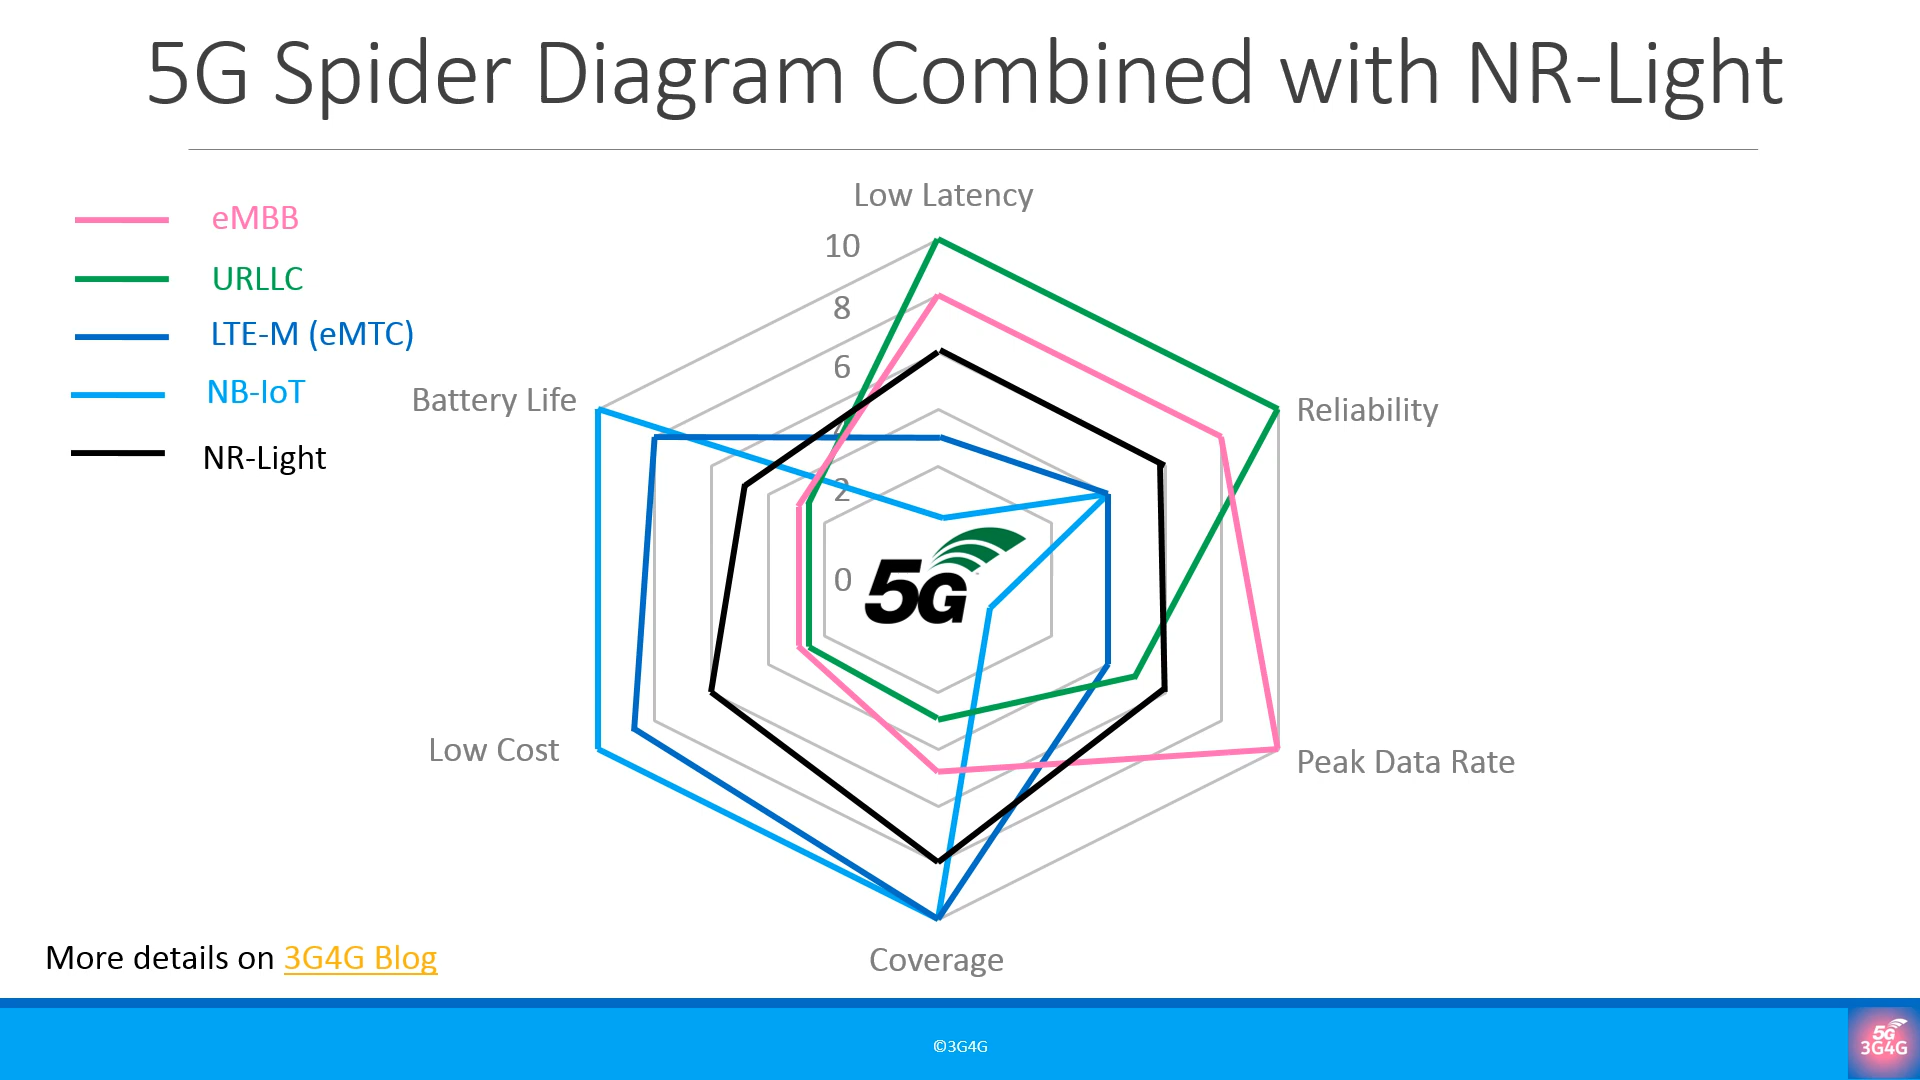 5G Spider Diagram Combined with NR-Light
eMBB
URLLC
LTE-M (eMTC)
NB-IoT
NR-Light
Low Latency
10
8
6
4
2
0
Battery Life
Reliability
5G
Low Cost
Peak Data Rate
Coverage
More details on 3G4G Blog
©3G4G
5G
3G4G